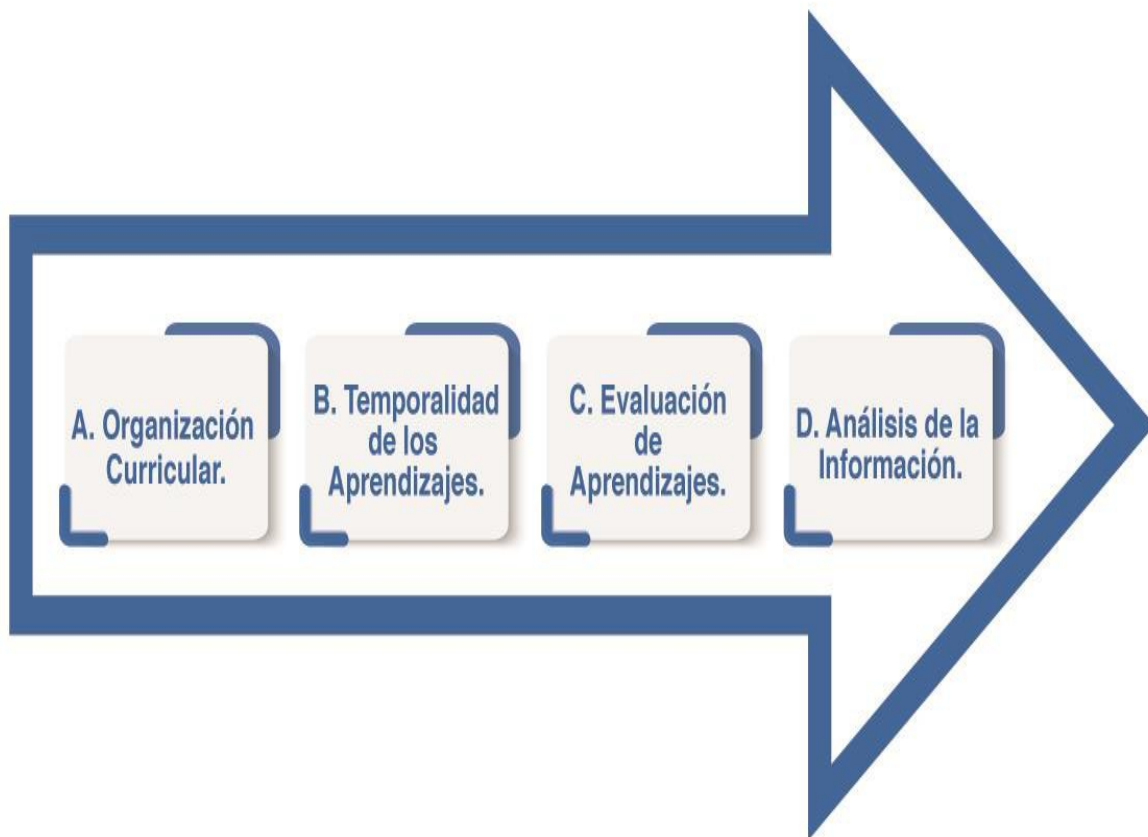 A. Organización
Curricular.
B. Temporalidad
de los
Aprendizajes.
C. Evaluación
de
Aprendizajes.
D. Análisis de la
Información.